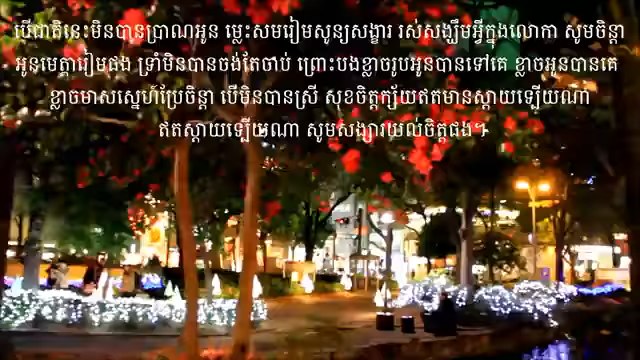 បើជាតិនេះមិនបានប្រាណអូន ម្លេះសមរៀមសូន្យសង្ខារ រស់សង្ឃឹមអ្វីក្នុងលោកា សូមចិន្តា
អូនមេត្តារៀមផង ទ្រាំមិនបានចង់តែចាប់ ព្រោះបងខ្លាចរូបអូនបានទៅគេ ខ្លាចអូនបានគេ
ខ្លាចមាសស្នេហ៍ប្រែចិន្តា បើមិនបានស្រី សុខចិត្តក្ស័យឥតមានស្ដាយឡើយណា
ឥតស្ដាយឡើយណា សូមសង្សារយល់ចិត្តផង។